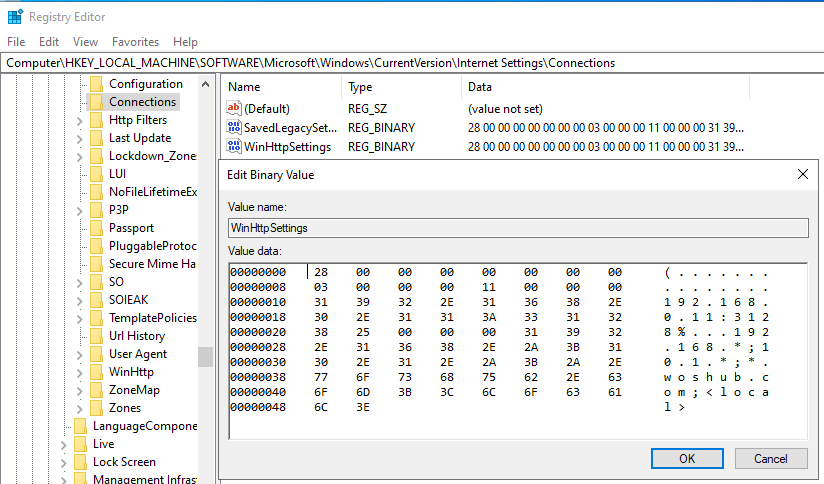 Registry Editor
File Edit View Favorites Help
Computer\HKEY_LOCAL_MACHINE\SOFTWARE\Microsoft\Windows\CurrentVersion\Internet Settings\Connections
Configuration
Connections
Http Filters
Last Update
Lockdown_Zone
LUI
NoFileLifetimeEx
P3P
Passport
PluggableProtoc
Secure Mime Ha
SO
SOIEAK
TemplatePolicies
Url History
User Agent
WinHttp
ZoneMap
Zones
LanguageCompone
Live
Lock Screen
Management Infras
Name Type Data
ab (Default) REG_SZ (value not set)
SavedLegacySet... REG_BINARY 28 00 00 00 00 00 00 00 03 00 00 00 11 00 00 00 31 39...
WinHttpSettings REG_BINARY 28 00 00 00 00 00 00 00 03 00 00 00 11 00 00 00 31 39...
Edit Binary Value
Value name:
WinHttpSettings
Value data:
00000000 28 00 00 00 00 00 00 00 ( . . . . . . .
00000008 03 00 00 00 11 00 00 00 . . . . . . . .
00000010 31 39 32 2E 31 36 38 2E 1 9 2 . 1 6 8 .
00000018 30 2E 31 31 3A 33 31 32 0 . 1 1 : 3 1 2
00000020 38 25 00 00 00 31 39 32 8 % . . . 1 9 2
00000028 2E 31 36 38 2E 2A 3B 31 . 1 6 8 . * ; 1
00000030 30 2E 31 2E 2A 3B 2A 2E 0 . 1 . * ; * .
00000038 77 6F 73 68 75 62 2E 63 w o s h u b . c
00000040 6F 6D 3B 3C 6C 6F 63 61 o m ; < l o c a
00000048 6C 3E l >
OK Cancel